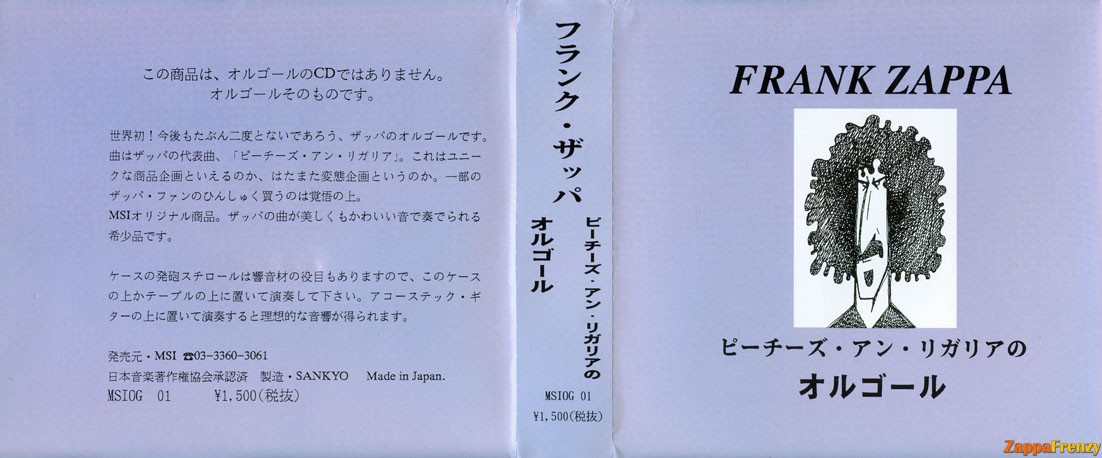 この商品は、オルゴールのCDではありません。
オルゴールそのものです。
世界初！今後もたぶん二度とないであろう、ザッパのオルゴールです。
曲はザッパの代表曲、「ピーチーズ・アン・リガリア」。これはユニー
クな商品企画といえるのか、はたまた変態企画というのか。一部の
ザッパ・ファンのひんしゅく買うのは覚悟の上。
MSIオリジナル商品。ザッパの曲が美しくもかわいい音で奏でられる
希少品です。
ケースの発砲スチロールは響音材の役目もありますので、このケース
の上かテーブルの上に置いて演奏して下さい。アコーステック・ギ
ターの上に置いて演奏すると理想的な音響が得られます。
発売元・MSI ☎03-3360-3061
日本音楽著作権協会承認済 製造・SANKYO Made in Japan.
MSIOG 01 ¥1,500(税抜)
フランク・ザッパ
ピーチーズ・アン・リガリアの
オルゴール
MSIOG 01
¥1,500(税抜)
FRANK ZAPPA
ピーチーズ・アン・リガリアの
オルゴール
ZappaFrenzy